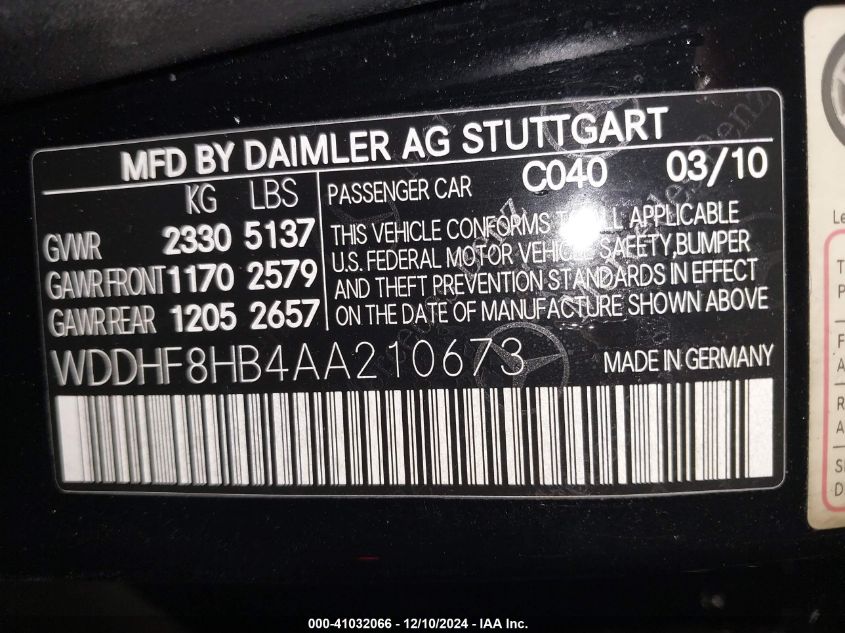 MFD BY DAIMLER AG STUTTGART
KG LBS
GVWR 2330 5137
GAWR FRONT 1170 2579
GAWR REAR 1205 2657
PASSENGER CAR C040 03/10
THIS VEHICLE CONFORMS TO ALL APPLICABLE
U.S. FEDERAL MOTOR VEHICLE SAFETY,BUMPER
AND THEFT PREVENTION STANDARDS IN EFFECT
ON THE DATE OF MANUFACTURE SHOWN ABOVE
WDDHF8HB4AA210673 MADE IN GERMANY
Le
T
P
F
A
R
A
S
D
000-41032066 - 12/10/2024 - IAA Inc.